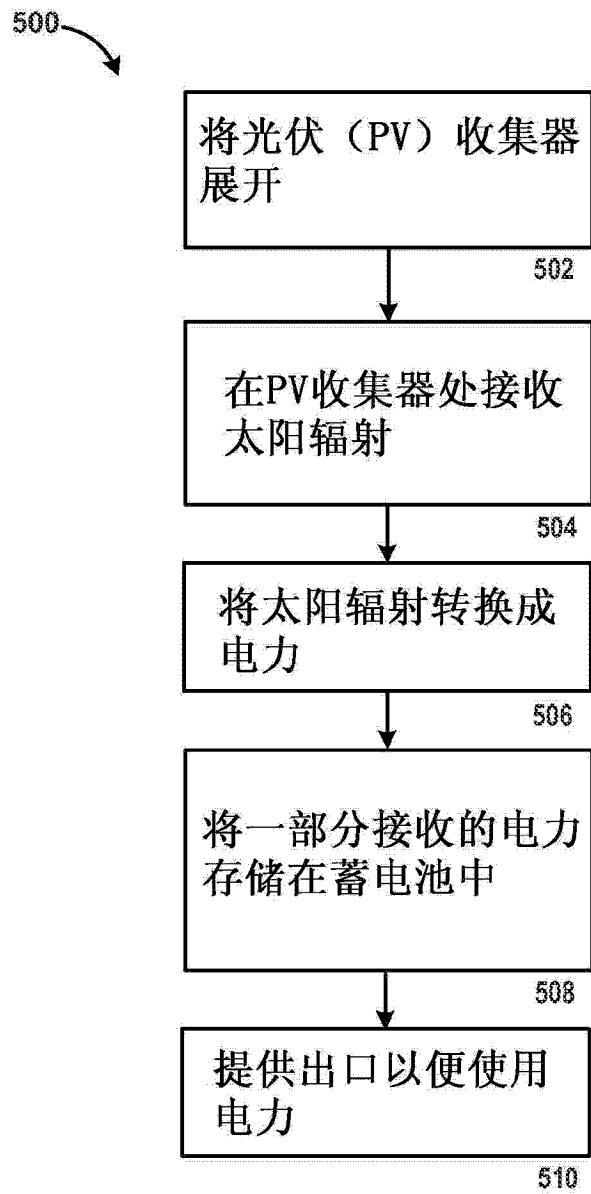 500
将光伏（PV）收集器
展开
502
在PV收集器处接收
太阳辐射
504
将太阳辐射转换成
电力
506
将一部分接收的电力
存储在蓄电池中
508
提供出口以便使用
电力
510